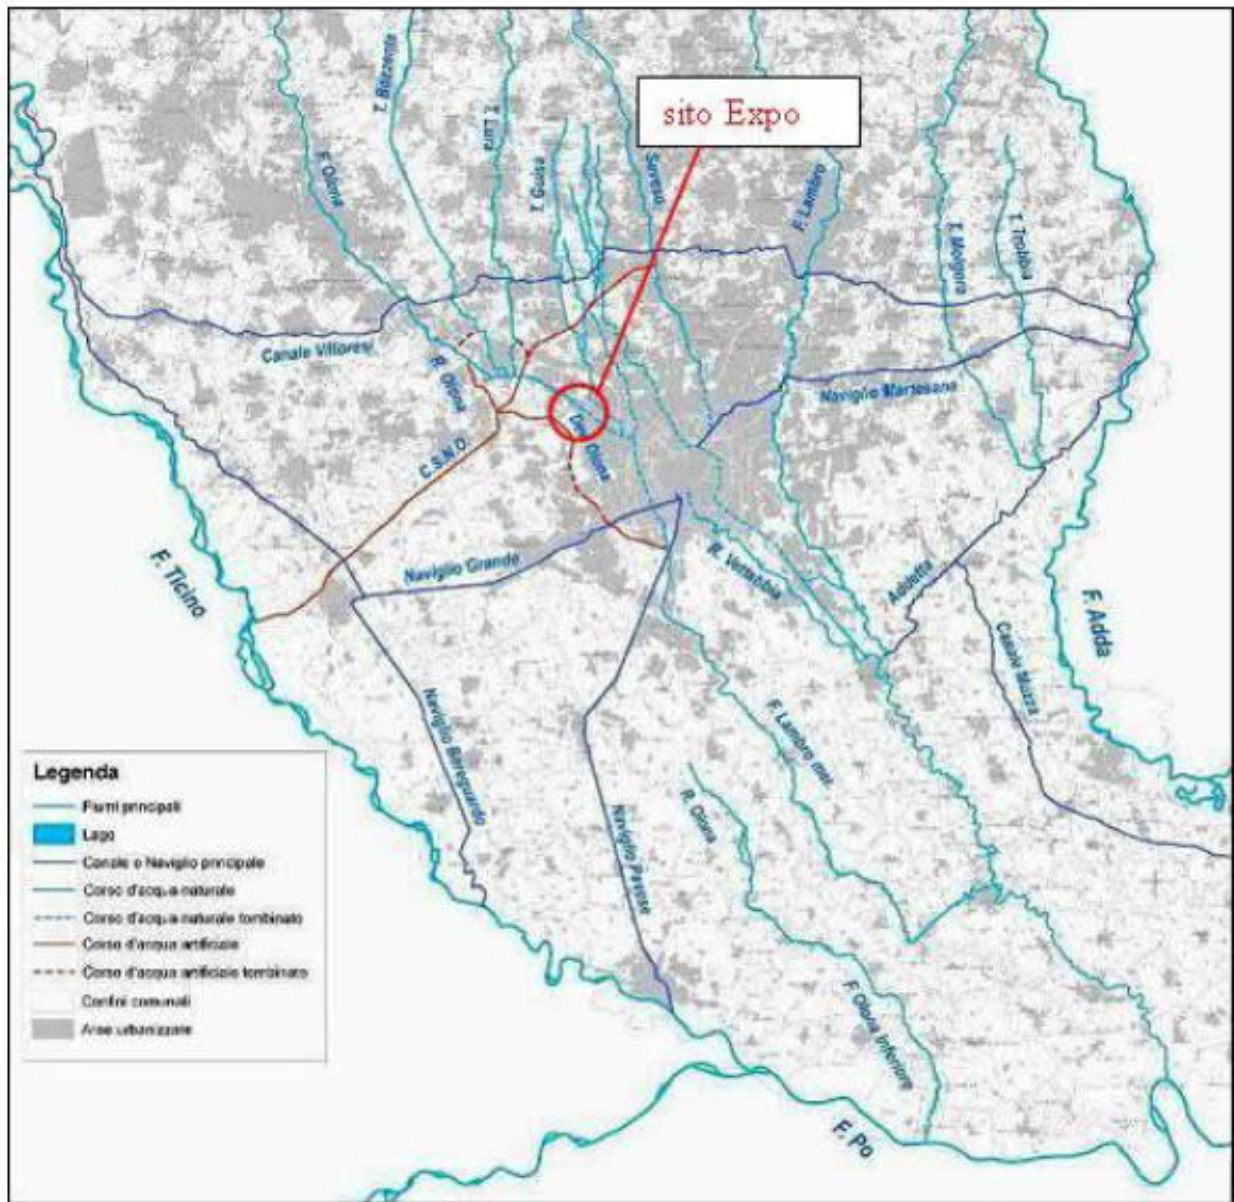 sito Expo
T. Bozzente
T. Lura
T. Guisa
Seveso
F. Olona
F. Lambro
T. Molgora
T. Trobbia
Canale Villoresi
R. Olona
Naviglio Martesana
Dev. Olona
C.S.N.O.
Naviglio Grande
R. Vettabbia
Addetta
F. Ticino
F. Adda
Canale Muzza
Naviglio Bereguardo
F. Lambro mer.
R. Olona
Naviglio Pavese
F. Olona Inferiore
F. Po
Legenda
Fiumi principali
Lago
Canale o Naviglio principale
Corso d'acqua naturale
Corso d'acqua naturale tombinato
Corso d'acqua artificiale
Corso d'acqua artificiale tombinato
Confini comunali
Aree urbanizzate